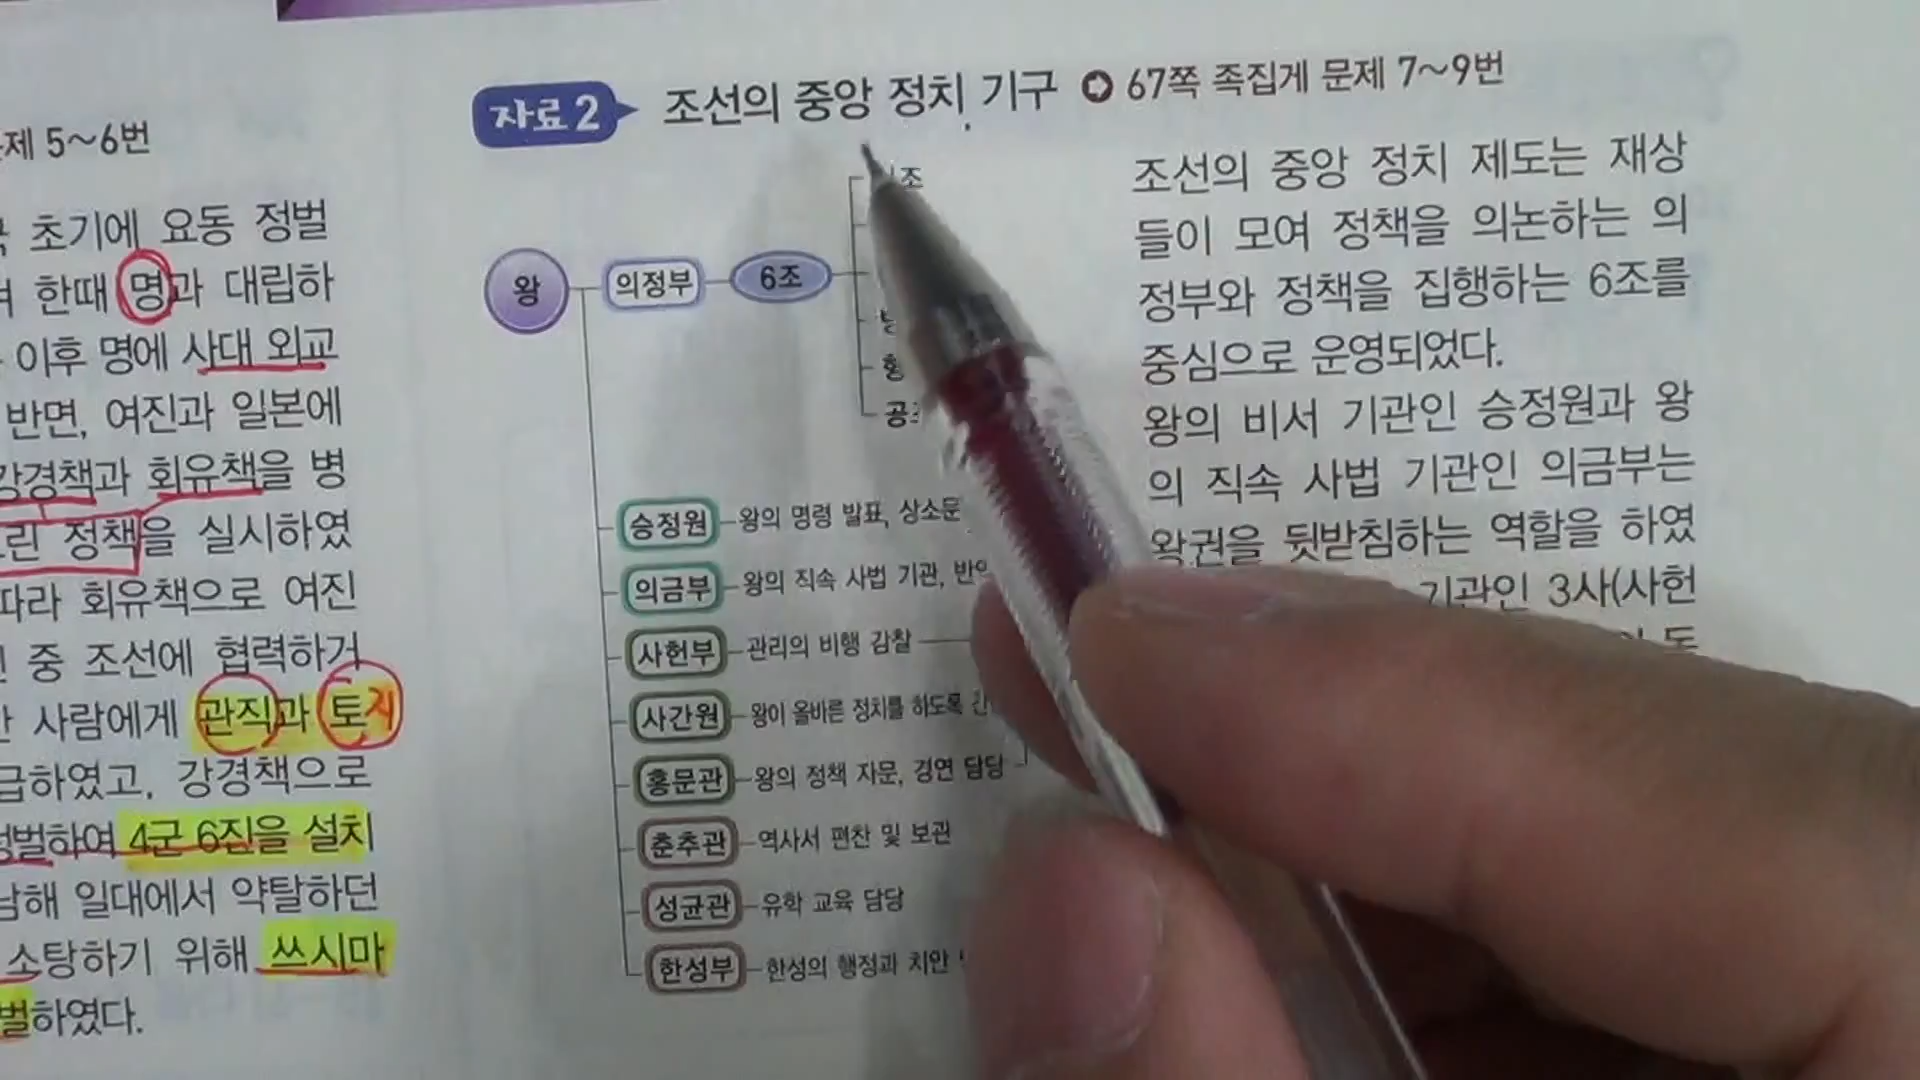 제 5~6번
초기에 요동 정벌
한때 명과 대립하
이후 명에 사대 외교
반면, 여진과 일본에
강경책과 회유책을 병
린 정책을 실시하였
따라 회유책으로 여진
중 조선에 협력하거
사람에게 관직과 토지
급하였고, 강경책으로
벌하여 4군 6진을 설치
남해 일대에서 약탈하던
소탕하기 위해 쓰시마
벌하였다.
자료 2 조선의 중앙 정치 기구 67쪽 족집게 문제 7~9번
왕 의정부 6조
승정원 왕의 명령 발표, 상소문
의금부 왕의 직속 사법 기관,
사헌부 관리의 비행 감찰
사간원 왕이 올바른 정치를 하도록
홍문관 왕의 정책 자문, 경연 담당
춘추관 역사서 편찬 및 보관
성균관 유학 교육 담당
한성부 한성의 행정과 치안
조선의 중앙 정치 제도는 재상
들이 모여 정책을 의논하는 의
정부와 정책을 집행하는 6조를
중심으로 운영되었다.
왕의 비서 기관인 승정원과 왕
의 직속 사법 기관인 의금부는
왕권을 뒷받침하는 역할을 하였
기관인 3사(사헌